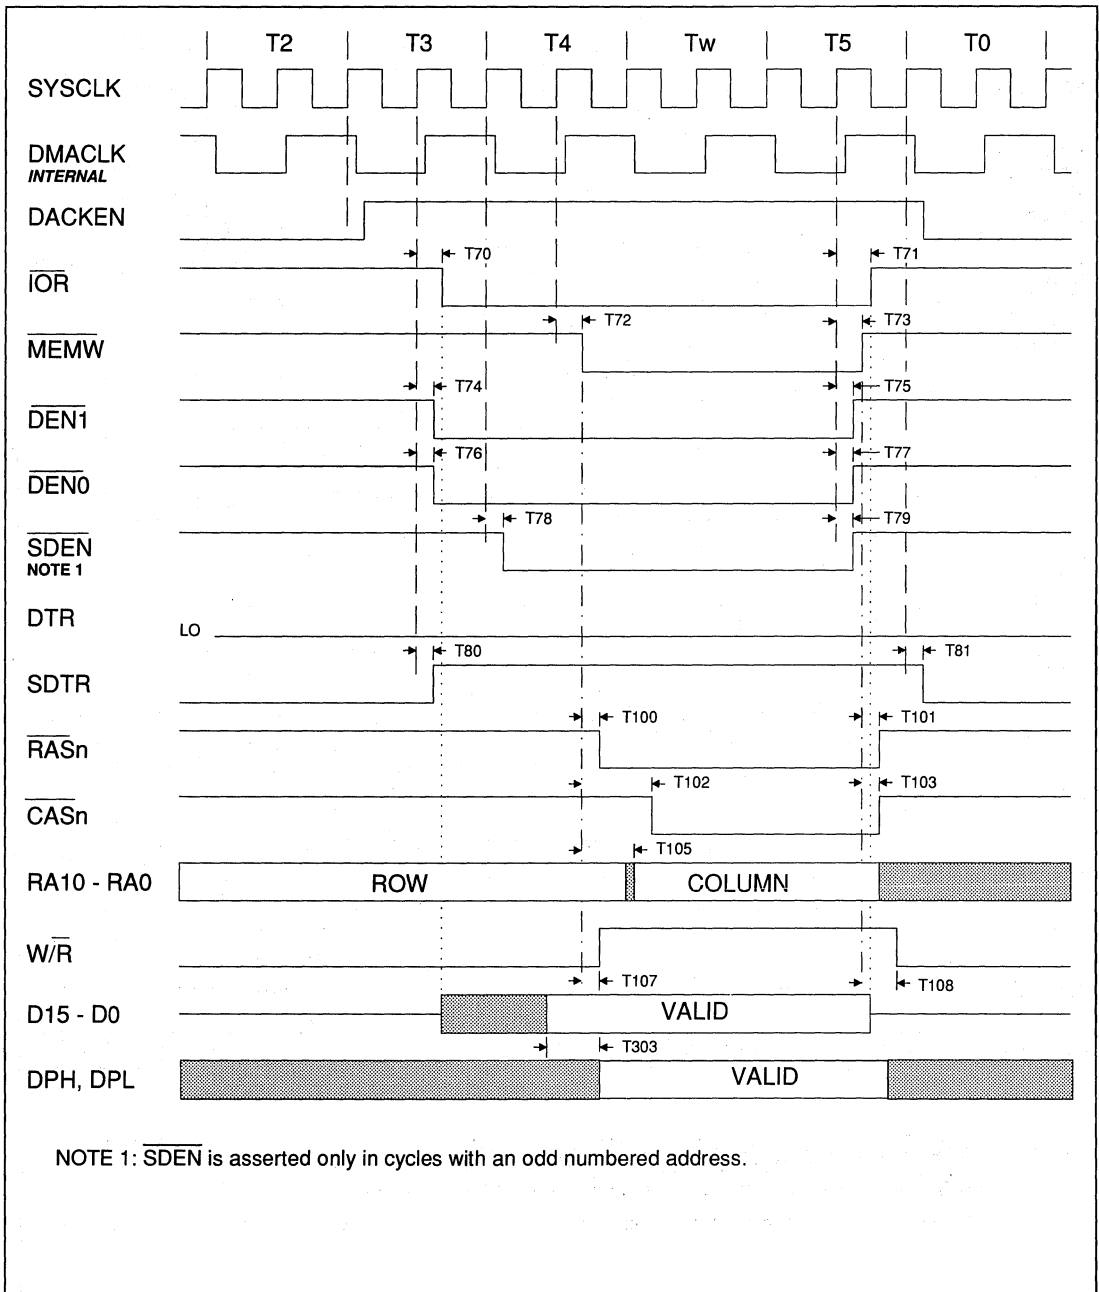 T2 T3 T4 Tw T5 T0
SYSCLK
DMACLK
INTERNAL
DACKEN
T70 T71
IOR
T72 T73
MEMW
T74 T75
DEN1
T76 T77
DEN0
T78 T79
SDEN
NOTE 1
DTR
LO
T80 T81
SDTR
T100 T101
RASn
T102 T103
CASn
T105
RA10 - RA0 ROW COLUMN
W/R
T107 T108
D15 - D0 VALID
T303
DPH, DPL VALID
NOTE 1: SDEN is asserted only in cycles with an odd numbered address.